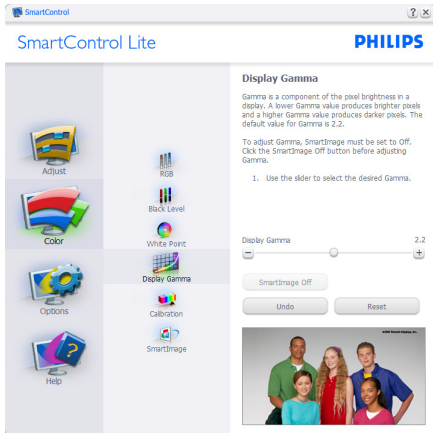 SmartControl
? ×
SmartControl Lite
PHILIPS
Adjust
Color
Options
Help
RGB
Black Level
White Point
Display Gamma
Calibration
SmartImage
Display Gamma
Gamma is a component of the pixel brightness in a
display. A lower Gamma value produces brighter pixels
and a higher Gamma value produces darker pixels. The
default value for Gamma is 2.2.
To adjust Gamma, SmartImage must be set to Off.
Click the SmartImage Off button before adjusting
Gamma.
1. Use the slider to select the desired Gamma.
Display Gamma 2.2
− +
SmartImage Off
Undo Reset